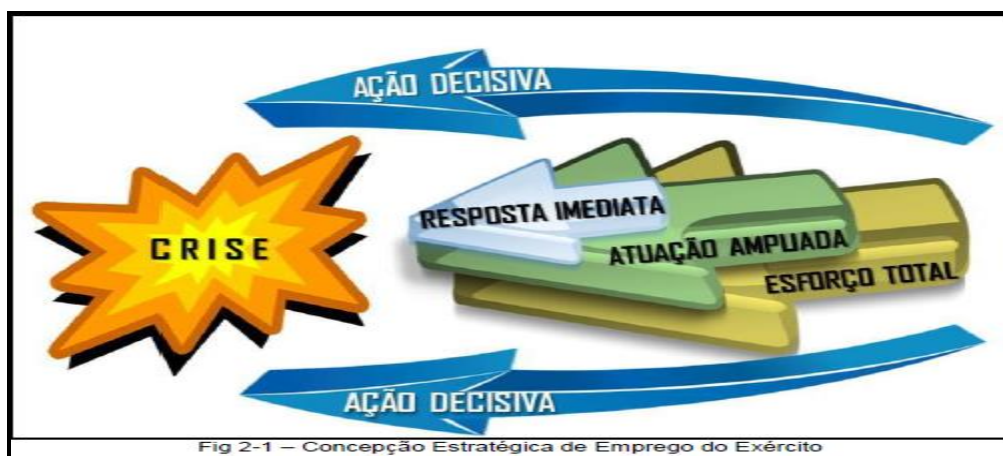 AÇÃO DECISIVA
CRISE
RESPOSTA IMEDIATA
ATUAÇÃO AMPUADA
ESFORÇO TOTAL
AÇÃO DECISIVA
Fig 2-1 – Concepção Estratégica de Emprego do Exército